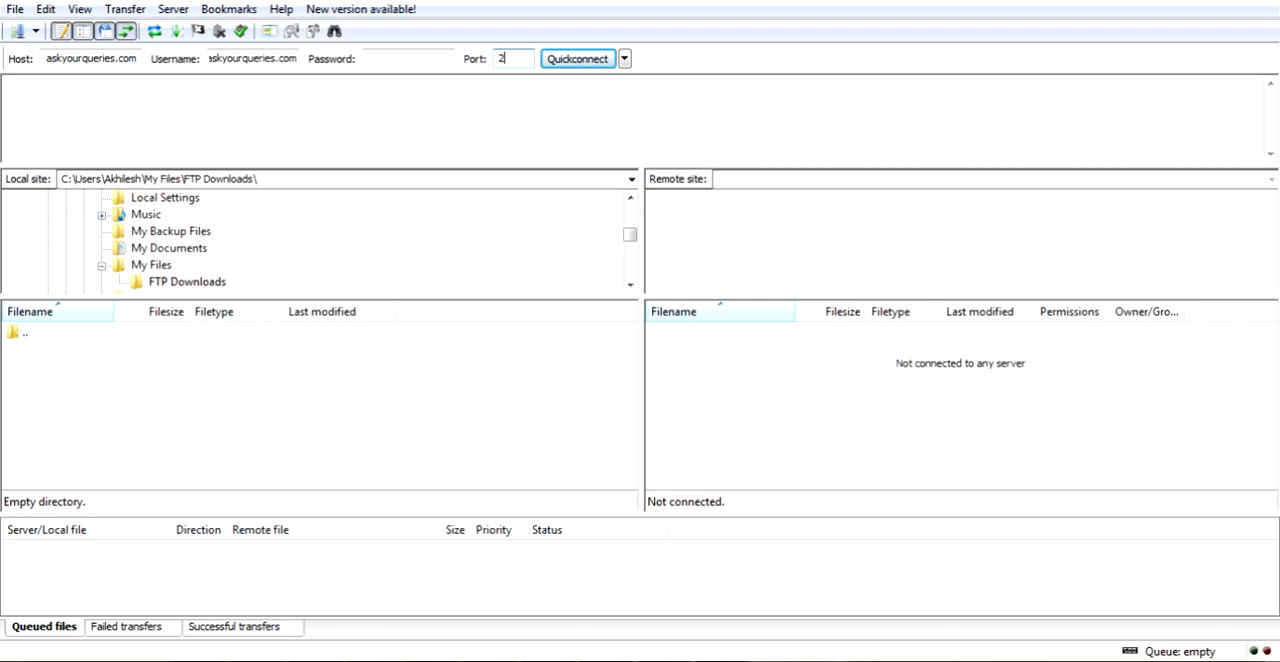 File Edit View Transfer Server Bookmarks Help New version available!
Host: askyourqueries.com Username: askyourqueries.com Password: Port: 2 Quickconnect
Local site: C:\Users\Akhilesh\My Files\FTP Downloads\ Remote site:
Local Settings
Music
My Backup Files
My Documents
My Files
FTP Downloads
Filename Filesize Filetype Last modified Filename Filesize Filetype Last modified Permissions Owner/Gro...
..
Not connected to any server
Empty directory. Not connected.
Server/Local file Direction Remote file Size Priority Status
Queued files Failed transfers Successful transfers
Queue: empty